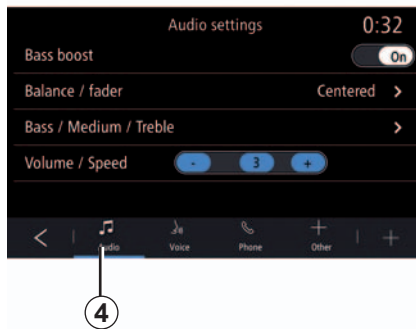 Audio settings 0:32
Bass boost On
Balance / fader Centered >
Bass / Medium / Treble >
Volume / Speed - 3 +
< Audio Voice Phone Other +
4